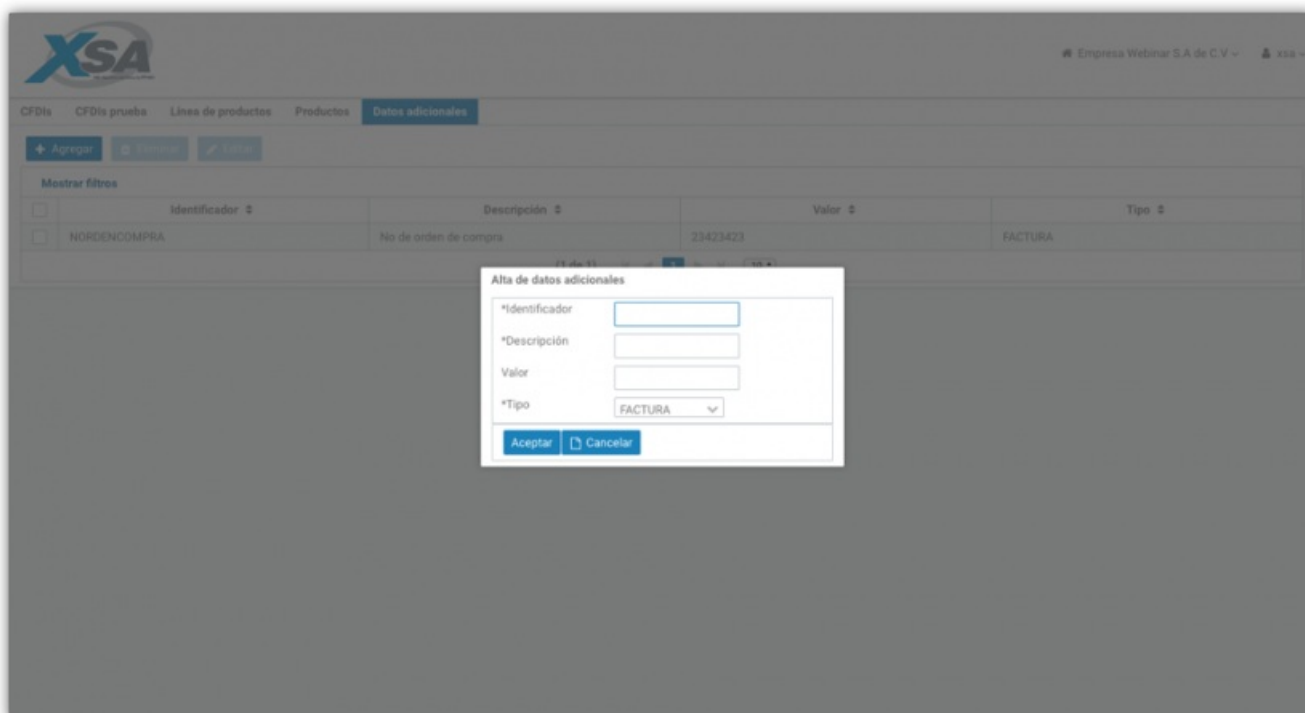 XSA
Empresa Webinar S.A de C.V xsa
CFDIs CFDIs prueba Línea de productos Productos Datos adicionales
Agregar Eliminar Editar
Mostrar filtros
Identificador Descripción Valor Tipo
NORDENCOMPRA No de orden de compra 23423423 FACTURA
(1 de 1) 1 10
Alta de datos adicionales
*Identificador
*Descripción
Valor
*Tipo FACTURA
Aceptar Cancelar